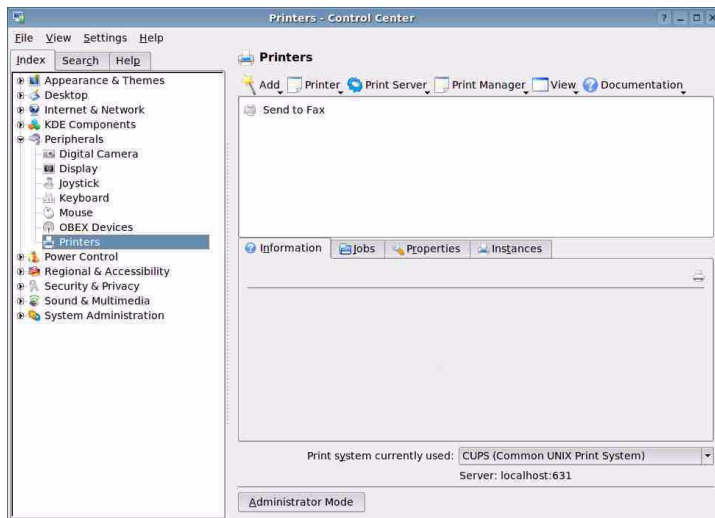 Printers - Control Center
File View Settings Help
Index Search Help
Appearance & Themes
Desktop
Internet & Network
KDE Components
Peripherals
Digital Camera
Display
Joystick
Keyboard
Mouse
OBEX Devices
Printers
Power Control
Regional & Accessibility
Security & Privacy
Sound & Multimedia
System Administration
Printers
Add Printer Print Server Print Manager View Documentation
Send to Fax
Information Jobs Properties Instances
Print system currently used: CUPS (Common UNIX Print System)
Server: localhost:631
Administrator Mode